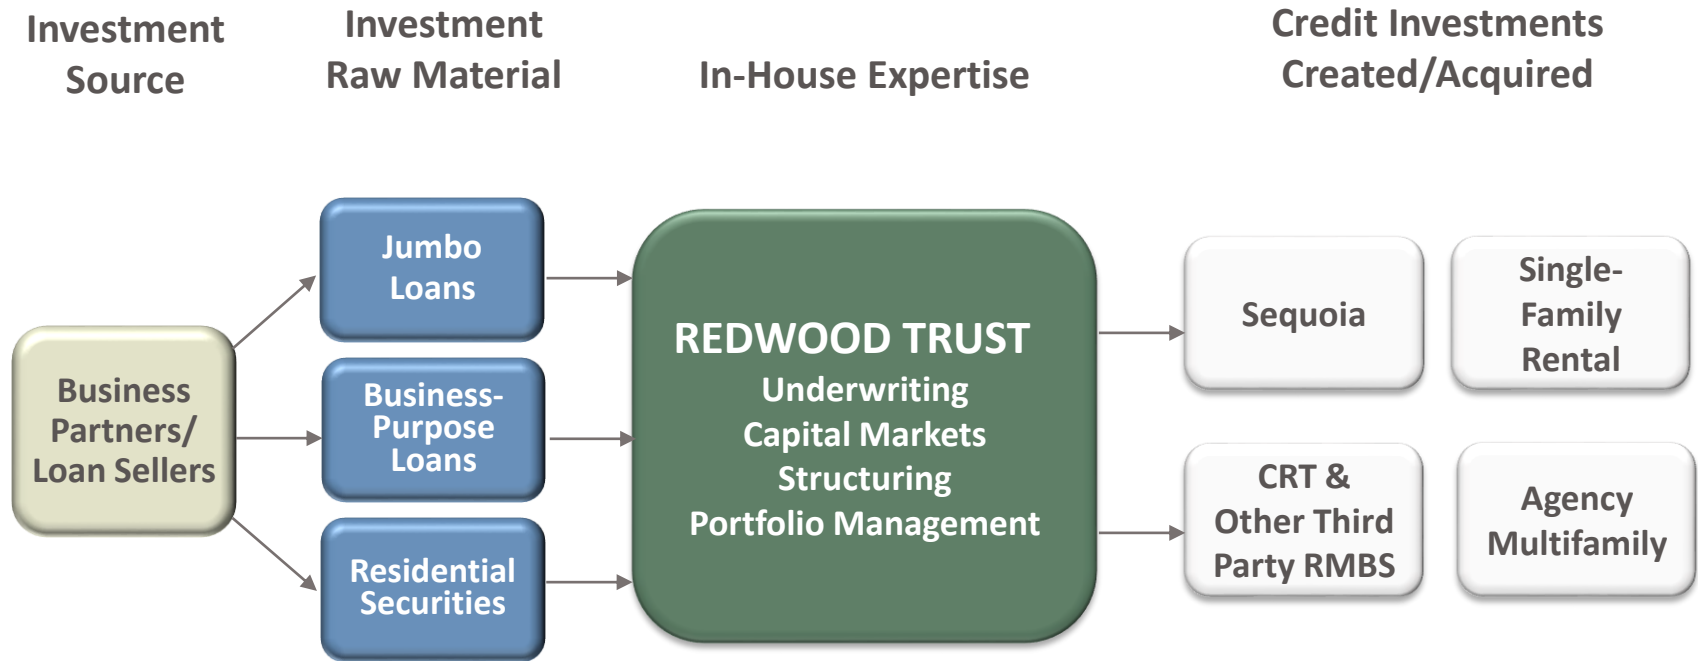 Investment
Source
Investment
Raw Material
In-House Expertise
Credit Investments
Created/Acquired
Business
Partners/
Loan Sellers
Jumbo
Loans
Business-
Purpose
Loans
Residential
Securities
REDWOOD TRUST
Underwriting
Capital Markets
Structuring
Portfolio Management
Sequoia
Single-
Family
Rental
CRT &
Other Third
Party RMBS
Agency
Multifamily